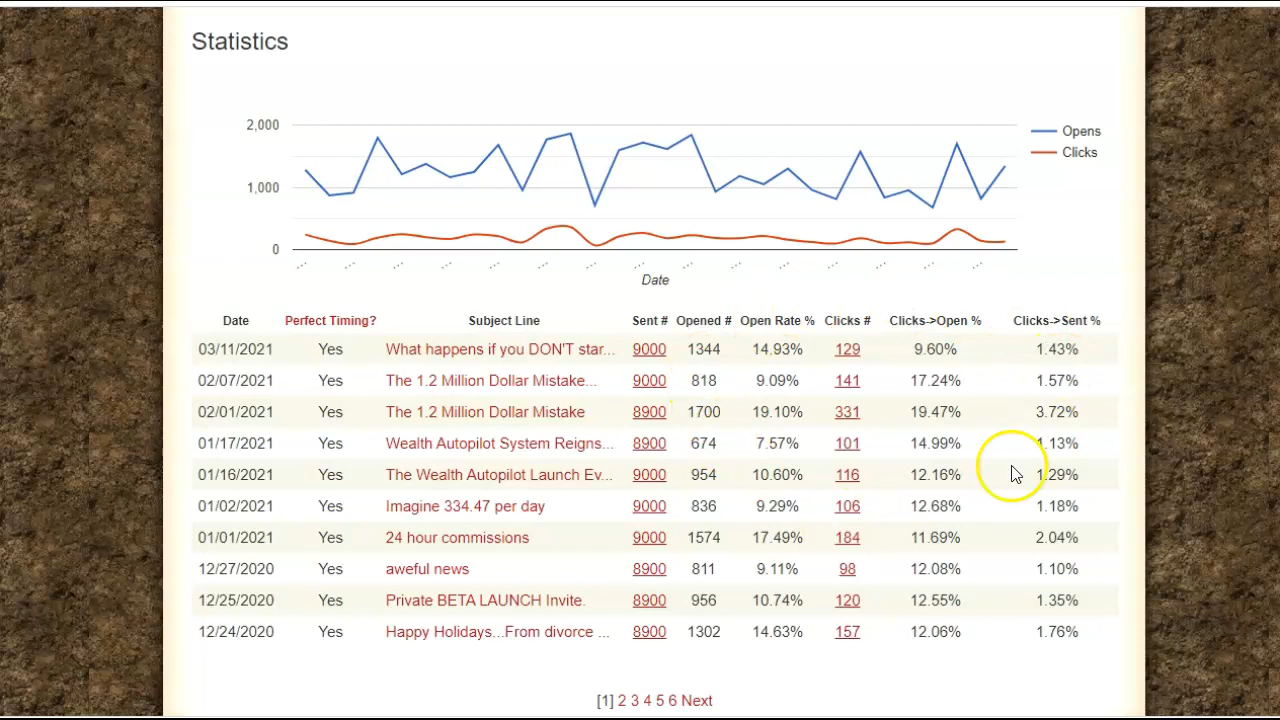 Statistics
2,000
1,000
0
Opens
Clicks
Date
Date Perfect Timing? Subject Line Sent # Opened # Open Rate % Clicks # Clicks->Open % Clicks->Sent %
03/11/2021 Yes What happens if you DON'T star... 9000 1344 14.93% 129 9.60% 1.43%
02/07/2021 Yes The 1.2 Million Dollar Mistake... 9000 818 9.09% 141 17.24% 1.57%
02/01/2021 Yes The 1.2 Million Dollar Mistake 8900 1700 19.10% 331 19.47% 3.72%
01/17/2021 Yes Wealth Autopilot System Reigns... 8900 674 7.57% 101 14.99% 1.13%
01/16/2021 Yes The Wealth Autopilot Launch Ev... 9000 954 10.60% 116 12.16% 1.29%
01/02/2021 Yes Imagine 334.47 per day 9000 836 9.29% 106 12.68% 1.18%
01/01/2021 Yes 24 hour commissions 9000 1574 17.49% 184 11.69% 2.04%
12/27/2020 Yes aweful news 8900 811 9.11% 98 12.08% 1.10%
12/25/2020 Yes Private BETA LAUNCH Invite. 8900 956 10.74% 120 12.55% 1.35%
12/24/2020 Yes Happy Holidays...From divorce ... 8900 1302 14.63% 157 12.06% 1.76%
[1] 2 3 4 5 6 Next